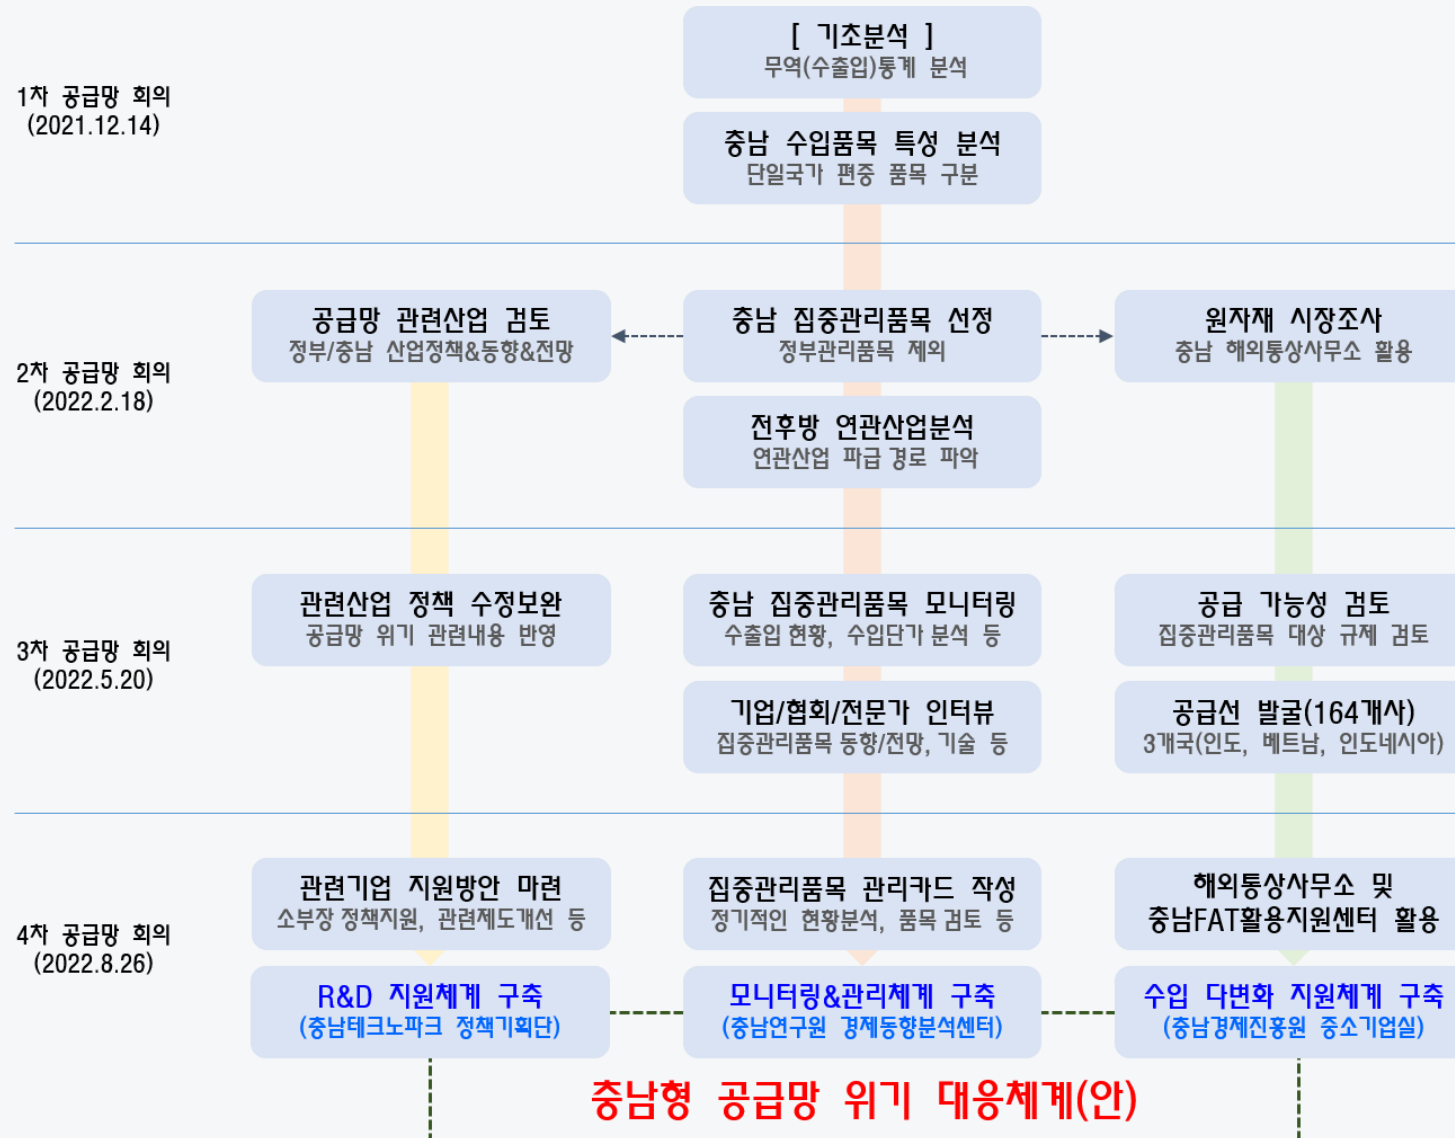 [ 기초분석 ]
무역(수출입)통계 분석
1차 공급망 회의
(2021.12.14)
충남 수입품목 특성 분석
단일국가 편중 품목 구분
2차 공급망 회의
(2022.2.18)
공급망 관련산업 검토
정부/충남 산업정책&동향&전망
충남 집중관리품목 선정
정부관리품목 제외
원자재 시장조사
충남 해외통상사무소 활용
전후방 연관산업분석
연관산업 파급 경로 파악
3차 공급망 회의
(2022.5.20)
관련산업 정책 수정보완
공급망 위기 관련내용 반영
충남 집중관리품목 모니터링
수출입 현황, 수입단가 분석 등
공급 가능성 검토
집중관리품목 대상 규제 검토
기업/협회/전문가 인터뷰
집중관리품목 동향/전망, 기술 등
공급선 발굴(164개사)
3개국(인도, 베트남, 인도네시아)
4차 공급망 회의
(2022.8.26)
관련기업 지원방안 마련
소부장 정책지원, 관련제도개선 등
집중관리품목 관리카드 작성
정기적인 현황분석, 품목 검토 등
해외통상사무소 및
충남FAT활용지원센터 활용
R&D 지원체계 구축
(충남테크노파크 정책기획단)
모니터링&관리체계 구축
(충남연구원 경제동향분석센터)
수입 다변화 지원체계 구축
(충남경제진흥원 중소기업실)
충남형 공급망 위기 대응체계(안)